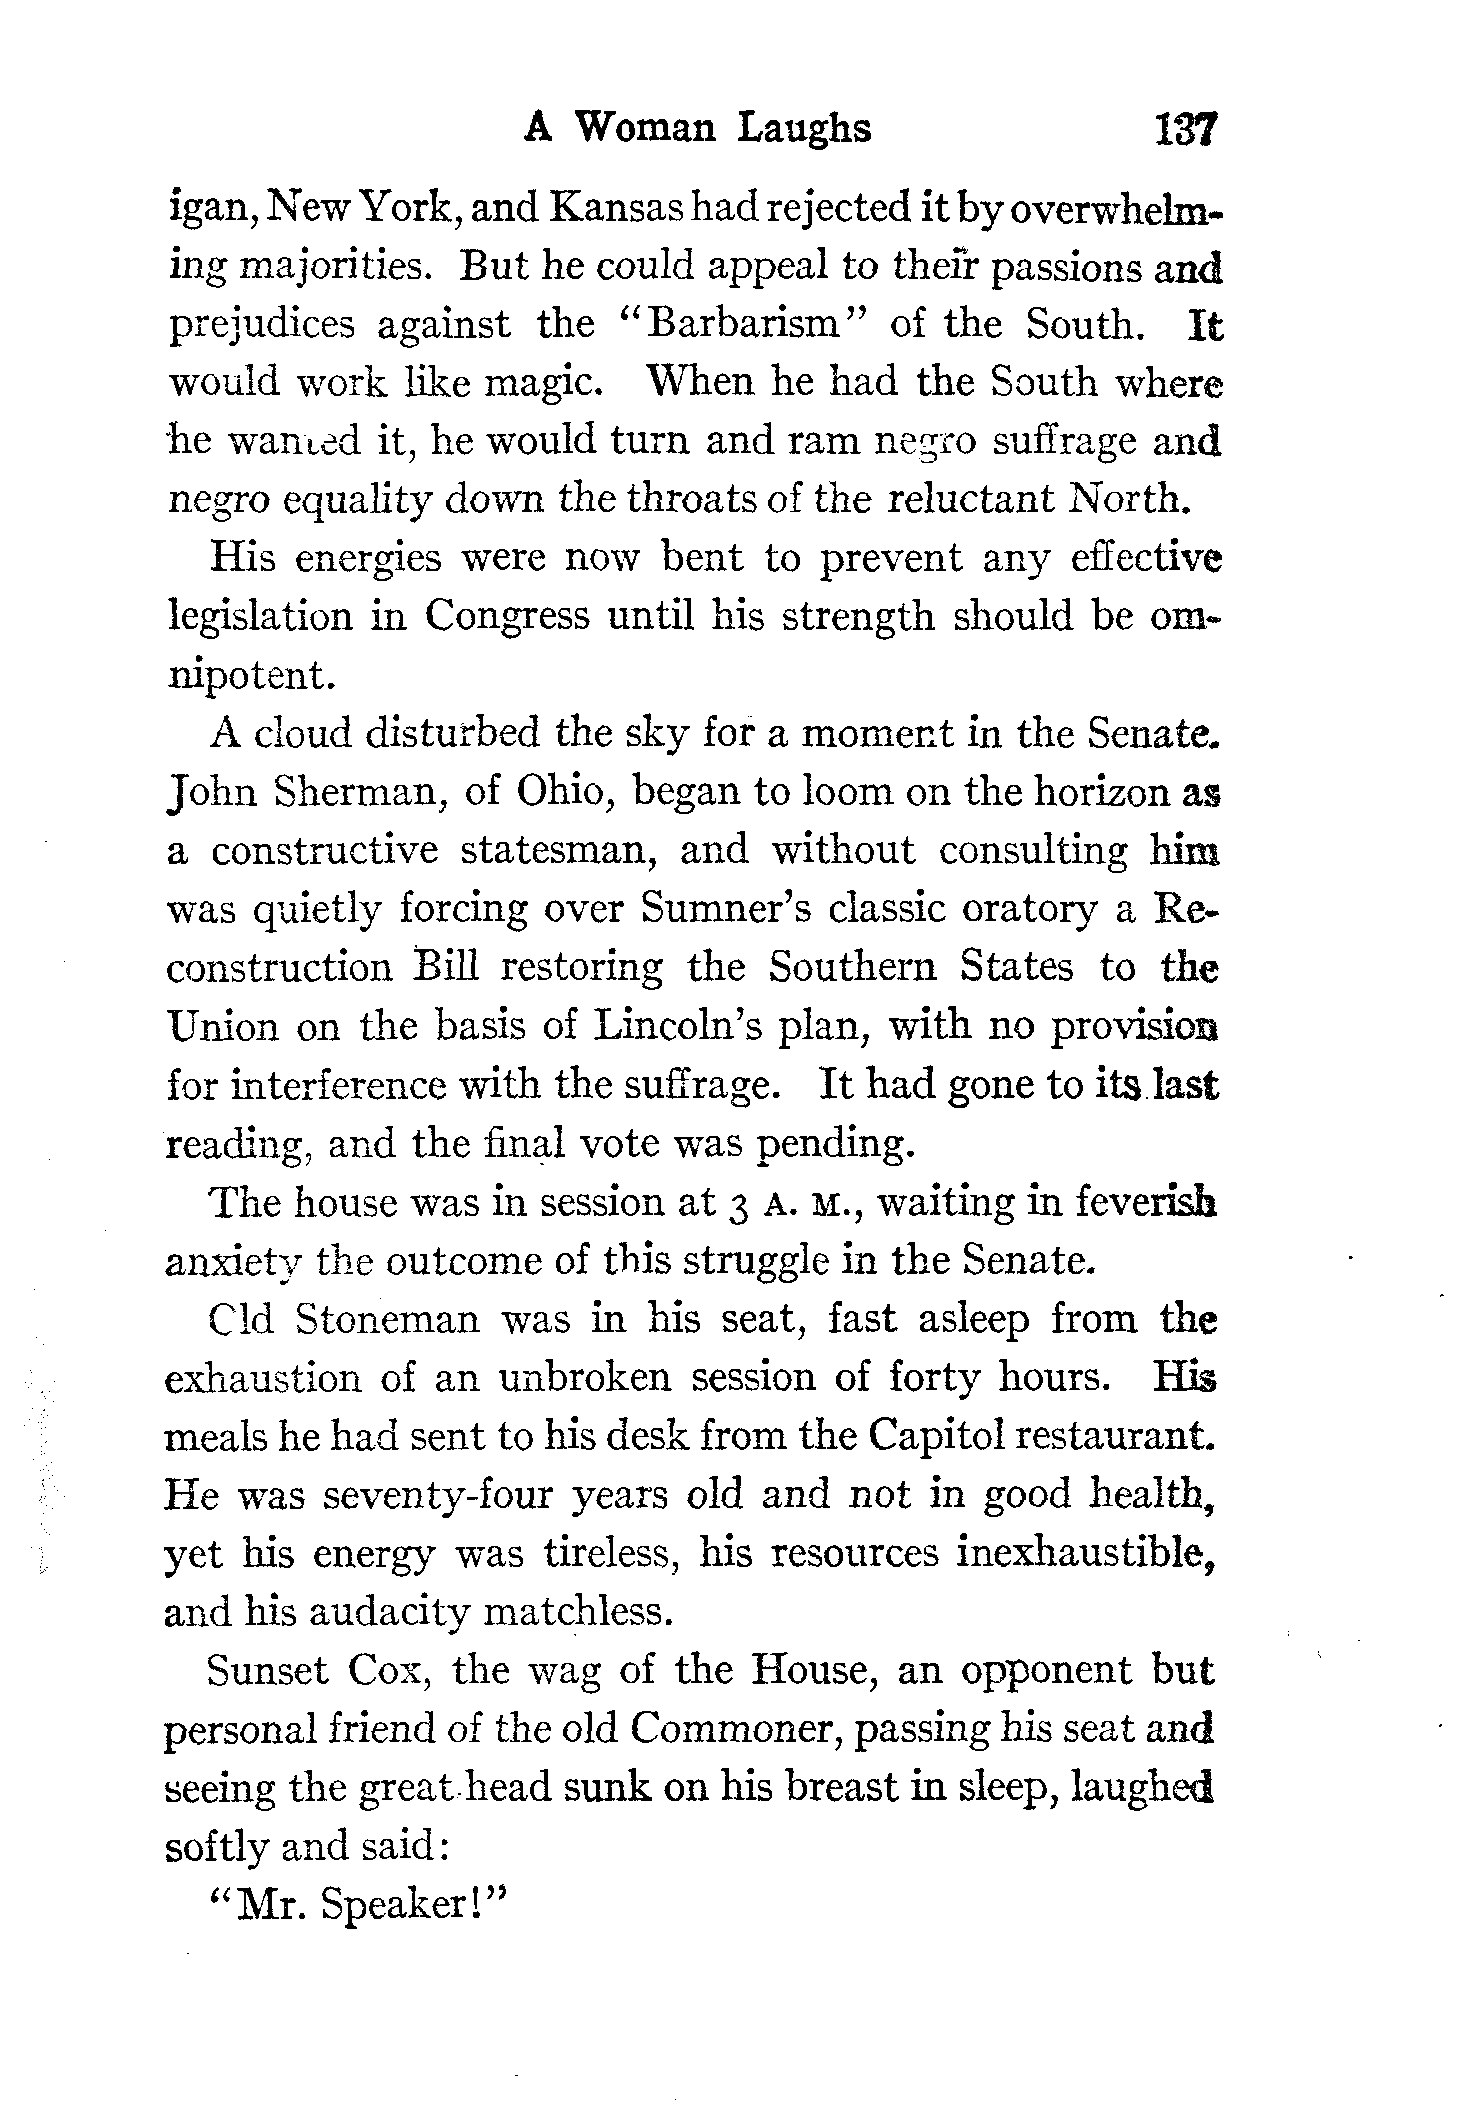 A Woman Laughs 137
igan, New York, and Kansas had rejected it by overwhelm-
ing majorities. But he could appeal to their passions and
prejudices against the "Barbarism" of the South. It
would work like magic. When he had the South where
he wanted it, he would turn and ram negro suffrage and
negro equality down the throats of the reluctant North.
His energies were now bent to prevent any effective
legislation in Congress until his strength should be om-
nipotent.
A cloud disturbed the sky for a moment in the Senate.
John Sherman, of Ohio, began to loom on the horizon as
a constructive statesman, and without consulting him
was quietly forcing over Sumner's classic oratory a Re-
construction Bill restoring the Southern States to the
Union on the basis of Lincoln's plan, with no provision
for interference with the suffrage. It had gone to its last
reading, and the final vote was pending.
The house was in session at 3 A. M., waiting in feverish
anxiety the outcome of this struggle in the Senate.
Old Stoneman was in his seat, fast asleep from the
exhaustion of an unbroken session of forty hours. His
meals he had sent to his desk from the Capitol restaurant.
He was seventy-four years old and not in good health,
yet his energy was tireless, his resources inexhaustible,
and his audacity matchless.
Sunset Cox, the wag of the House, an opponent but
personal friend of the old Commoner, passing his seat and
seeing the great head sunk on his breast in sleep, laughed
softly and said:
"Mr. Speaker!"